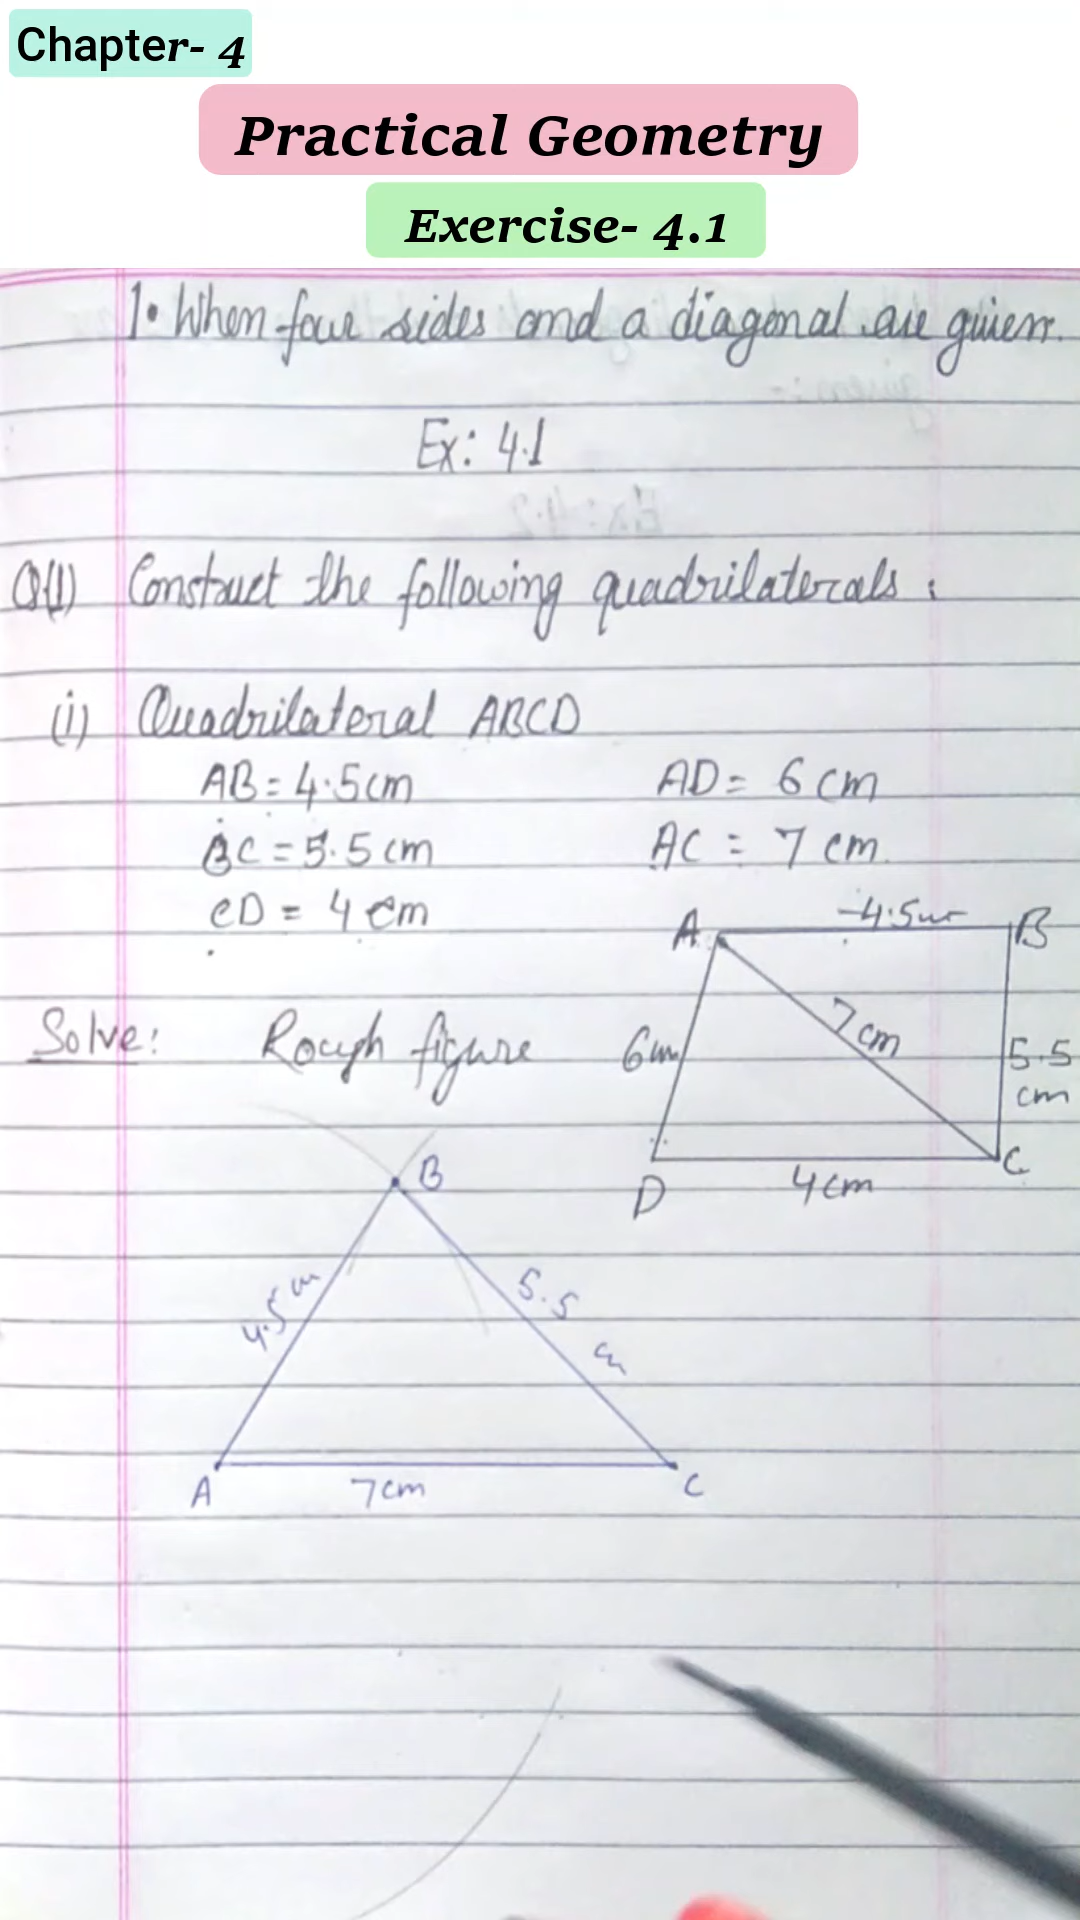 Chapter- 4
Practical Geometry
Exercise- 4.1
1. When four sides and a diagonal are given.
Ex: 4.1
Q(1) Construct the following quadrilaterals :
(i) Quadrilateral ABCD
AB = 4.5cm AD = 6 cm
BC = 5.5 cm AC = 7 cm
CD = 4 cm
A 4.5cm B
Solve: Rough figure 6cm 7cm 5.5 cm
D 4cm C
B
4.5cm 5.5 cm
A 7cm C